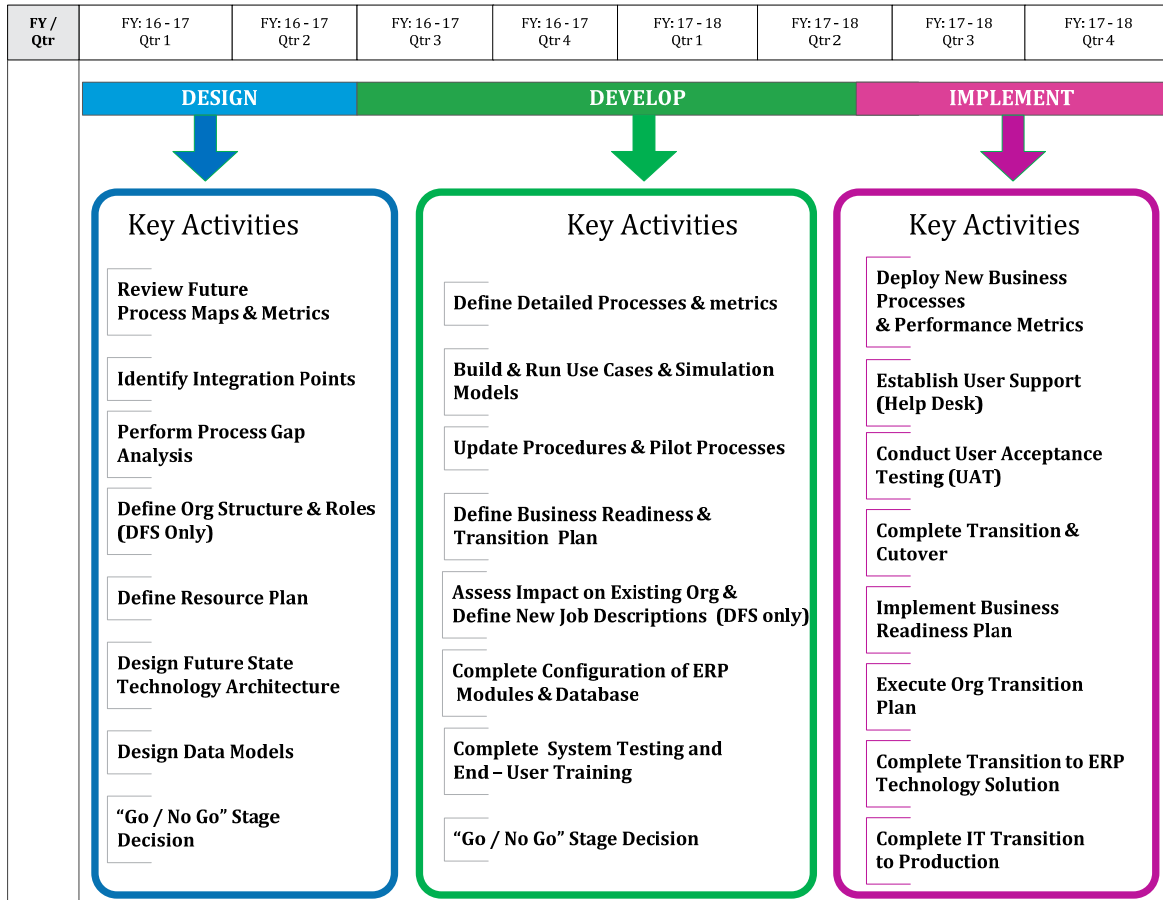 FY /
Qtr
FY: 16 - 17
Qtr 1
FY: 16 - 17
Qtr 2
FY: 16 - 17
Qtr 3
FY: 16 - 17
Qtr 4
FY: 17 - 18
Qtr 1
FY: 17 - 18
Qtr 2
FY: 17 - 18
Qtr 3
FY: 17 - 18
Qtr 4
DESIGN
DEVELOP
IMPLEMENT
Key Activities
Review Future
Process Maps & Metrics
Identify Integration Points
Perform Process Gap
Analysis
Define Org Structure & Roles
(DFS Only)
Define Resource Plan
Design Future State
Technology Architecture
Design Data Models
“Go / No Go” Stage
Decision
Key Activities
Define Detailed Processes & metrics
Build & Run Use Cases & Simulation
Models
Update Procedures & Pilot Processes
Define Business Readiness &
Transition Plan
Assess Impact on Existing Org &
Define New Job Descriptions (DFS only)
Complete Configuration of ERP
Modules & Database
Complete System Testing and
End – User Training
“Go / No Go” Stage Decision
Key Activities
Deploy New Business
Processes
& Performance Metrics
Establish User Support
(Help Desk)
Conduct User Acceptance
Testing (UAT)
Complete Transition &
Cutover
Implement Business
Readiness Plan
Execute Org Transition
Plan
Complete Transition to ERP
Technology Solution
Complete IT Transition
to Production